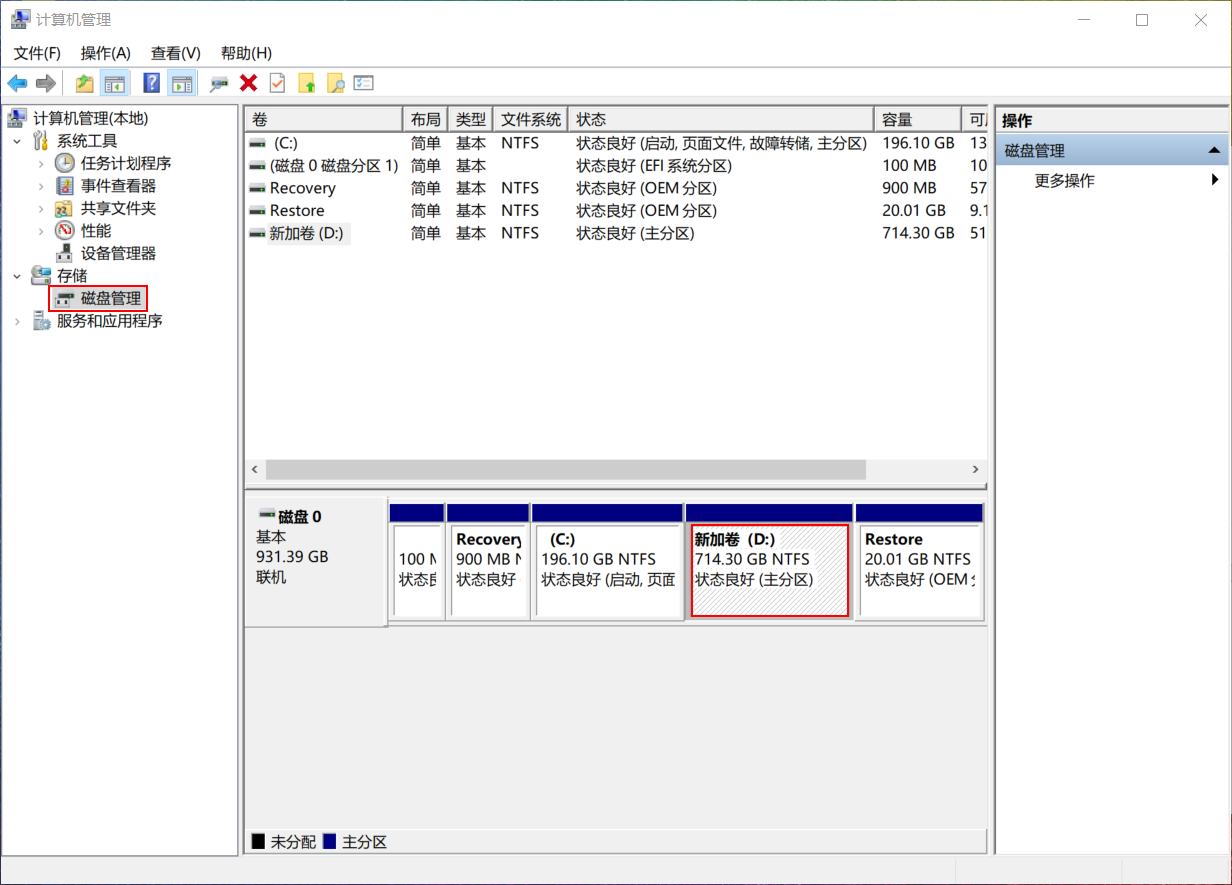 计算机管理
文件(F) 操作(A) 查看(V) 帮助(H)
计算机管理(本地)
系统工具
任务计划程序
事件查看器
共享文件夹
性能
设备管理器
存储
磁盘管理
服务和应用程序
卷 布局 类型 文件系统 状态 容量 可
(C:) 简单 基本 NTFS 状态良好 (启动, 页面文件, 故障转储, 主分区) 196.10 GB 13
(磁盘 0 磁盘分区 1) 简单 基本 状态良好 (EFI 系统分区) 100 MB 10
Recovery 简单 基本 NTFS 状态良好 (OEM 分区) 900 MB 57
Restore 简单 基本 NTFS 状态良好 (OEM 分区) 20.01 GB 9.1
新加卷 (D:) 简单 基本 NTFS 状态良好 (主分区) 714.30 GB 51
磁盘 0
基本
931.39 GB
联机
100 M
状态良
Recovery
900 MB N
状态良好
(C:)
196.10 GB NTFS
状态良好 (启动, 页面
新加卷 (D:)
714.30 GB NTFS
状态良好 (主分区)
Restore
20.01 GB NTFS
状态良好 (OEM 分
未分配 主分区
操作
磁盘管理
更多操作